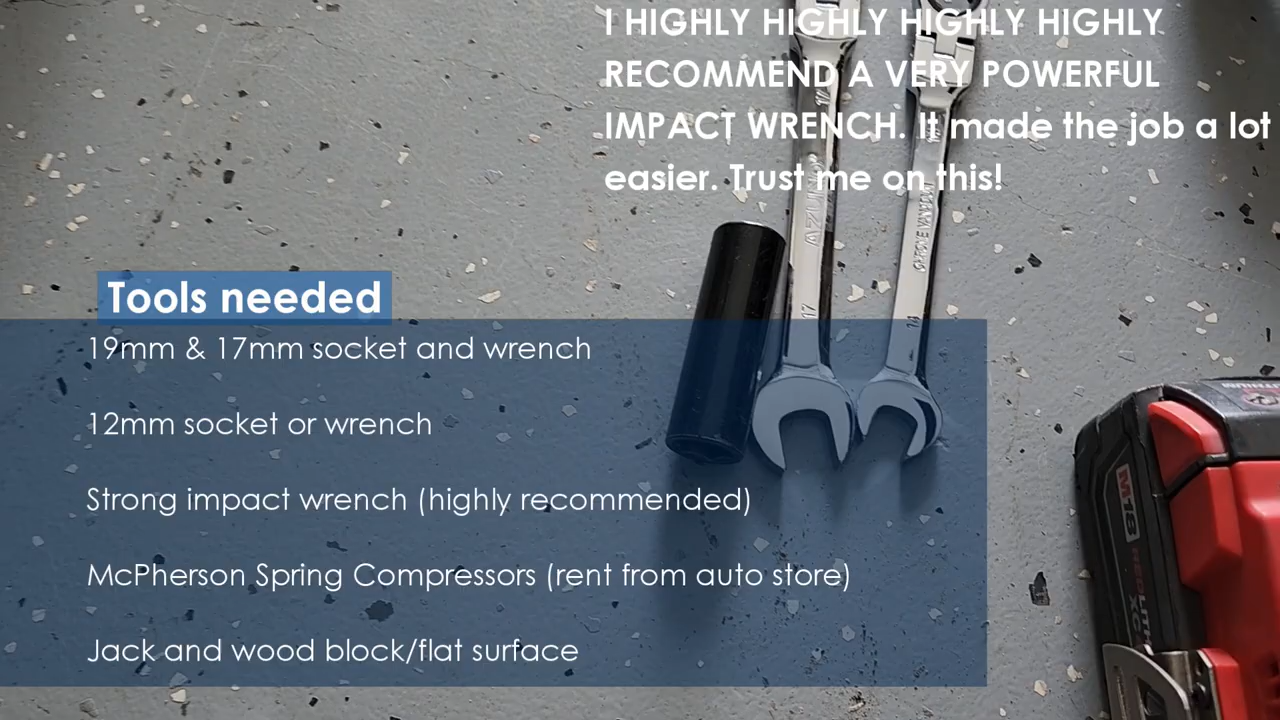 I HIGHLY HIGHLY HIGHLY HIGHLY
RECOMMEND A VERY POWERFUL
IMPACT WRENCH. It made the job a lot
easier. Trust me on this!
Tools needed
19mm & 17mm socket and wrench
12mm socket or wrench
Strong impact wrench (highly recommended)
McPherson Spring Compressors (rent from auto store)
Jack and wood block/flat surface
17
M18